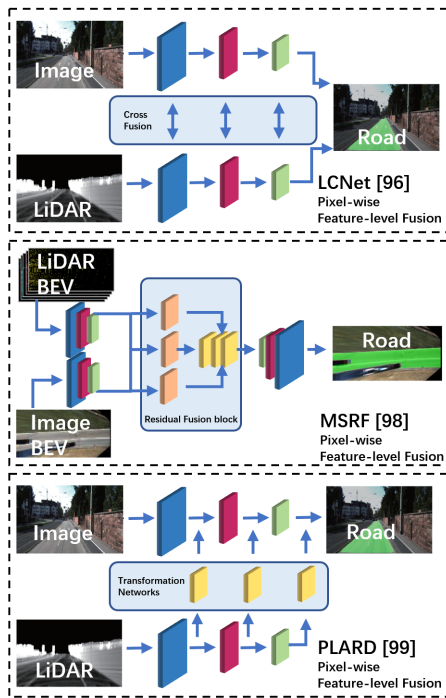 Image
Cross
Fusion
Road
LiDAR
LCNet [96]
Pixel-wise
Feature-level Fusion
LiDAR
BEV
Road
Residual Fusion block
Image
BEV
MSRF [98]
Pixel-wise
Feature-level Fusion
Image
Road
Transformation
Networks
LiDAR
PLARD [99]
Pixel-wise
Feature-level Fusion